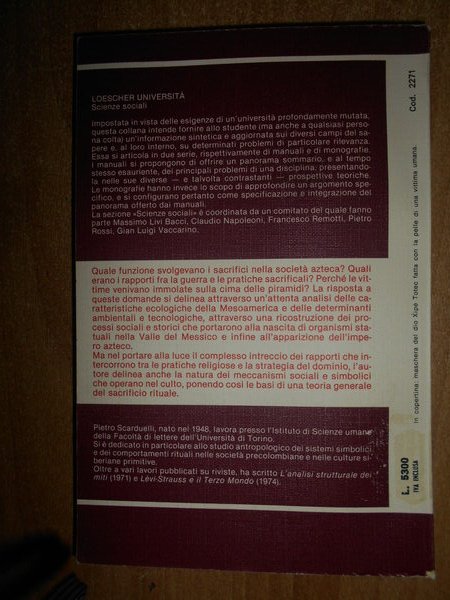 LOESCHER UNIVERSITÀ
Scienze sociali
Impostata in vista delle esigenze di un'università profondamente mutata,
questa collana intende fornire allo studente (ma anche a qualsiasi perso-
na colta) un'informazione sintetica e aggiornata sui diversi campi del sa-
pere e, al loro interno, su determinati problemi di particolare rilevanza.
Essa si articola in due serie, rispettivamente di manuali e di monografie.
I manuali si propongono di offrire un panorama sommario, e al tempo
stesso esauriente, dei principali problemi di una disciplina, presentando-
la nelle sue diverse — e talvolta contrastanti — prospettive teoriche.
Le monografie hanno invece lo scopo di approfondire un argomento spe-
cifico, e si configurano pertanto come specificazione e integrazione del
panorama offerto dai manuali.
La sezione «Scienze sociali» è coordinata da un comitato del quale fanno
parte Massimo Livi Bacci, Claudio Napoleoni, Francesco Remotti, Pietro
Rossi, Gian Luigi Vaccarino.
Quale funzione svolgevano i sacrifici nella società azteca? Quali
erano i rapporti fra la guerra e le pratiche sacrificali? Perché le vit-
time venivano immolate sulla cima delle piramidi? La risposta a
queste domande si delinea attraverso un'attenta analisi delle ca-
ratteristiche ecologiche della Mesoamerica e delle determinanti
ambientali e tecnologiche, attraverso una ricostruzione dei pro-
cessi sociali e storici che portarono alla nascita di organismi sta-
tuali nella Valle del Messico e infine all'apparizione dell'impe-
ro azteco.
Ma nel portare alla luce il complesso intreccio dei rapporti che in-
tercorrono tra le pratiche religiose e la strategia del dominio, l'au-
tore delinea anche la natura dei meccanismi sociali e simbolici
che operano nel culto, ponendo così le basi di una teoria generale
del sacrificio rituale.
Pietro Scarduelli, nato nel 1948, lavora presso l'Istituto di Scienze umane
della Facoltà di lettere dell'Università di Torino.
Si è dedicato in particolare allo studio antropologico dei sistemi simbolici
e dei comportamenti rituali nelle società precolombiane e nelle culture si-
beriane primitive.
Oltre a vari lavori pubblicati su riviste, ha scritto L'analisi strutturale dei
miti (1971) e Lévi-Strauss e il Terzo Mondo (1974).
Cod. 2271
In copertina: maschera del dio Xipe Totec fatta con la pelle di una vittima umana.
L. 5300
IVA INCLUSA